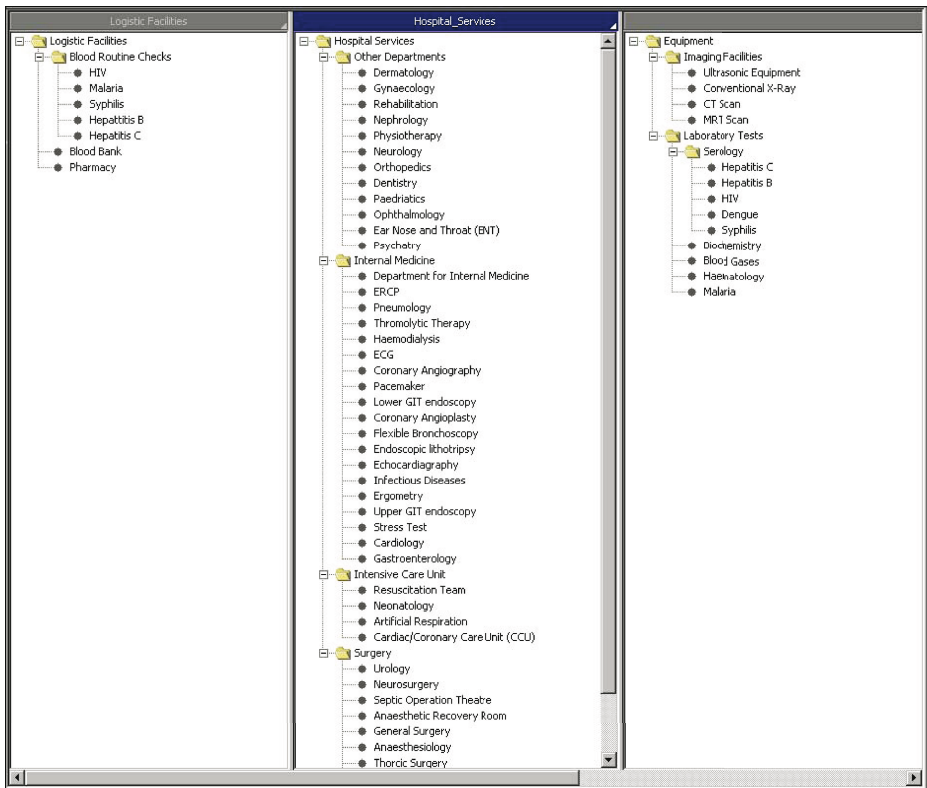 Logistic Facilities
Logistic Facilities
Blood Routine Checks
HIV
Malaria
Syphilis
Hepattitis B
Hepatitis C
Blood Bank
Pharmacy
Hospital_Services
Hospital Services
Other Departments
Dermatology
Gynaecology
Rehabilitation
Nephrology
Physiotherapy
Neurology
Orthopedics
Dentistry
Paedriatics
Ophthalmology
Ear Nose and Throat (ENT)
Psychatry
Internal Medicine
Department for Internal Medicine
ERCP
Pneumology
Thromolytic Therapy
Haemodialysis
ECG
Coronary Angiography
Pacemaker
Lower GIT endoscopy
Coronary Angioplasty
Flexible Bronchoscopy
Endoscopic lithotripsy
Echocardiagraphy
Infectious Diseases
Ergometry
Upper GIT endoscopy
Stress Test
Cardiology
Gastroenterology
Intensive Care Unit
Resuscitation Team
Neonatology
Artificial Respiration
Cardiac/Coronary Care Unit (CCU)
Surgery
Urology
Neurosurgery
Septic Operation Theatre
Anaesthetic Recovery Room
General Surgery
Anaesthesiology
Thorcic Surgery
Equipment
Imaging Facilities
Ultrasonic Equipment
Conventional X-Ray
CT Scan
MRT Scan
Laboratory Tests
Serology
Hepatitis C
Hepatitis B
HIV
Dengue
Syphilis
Biochemistry
Blood Gases
Haematology
Malaria